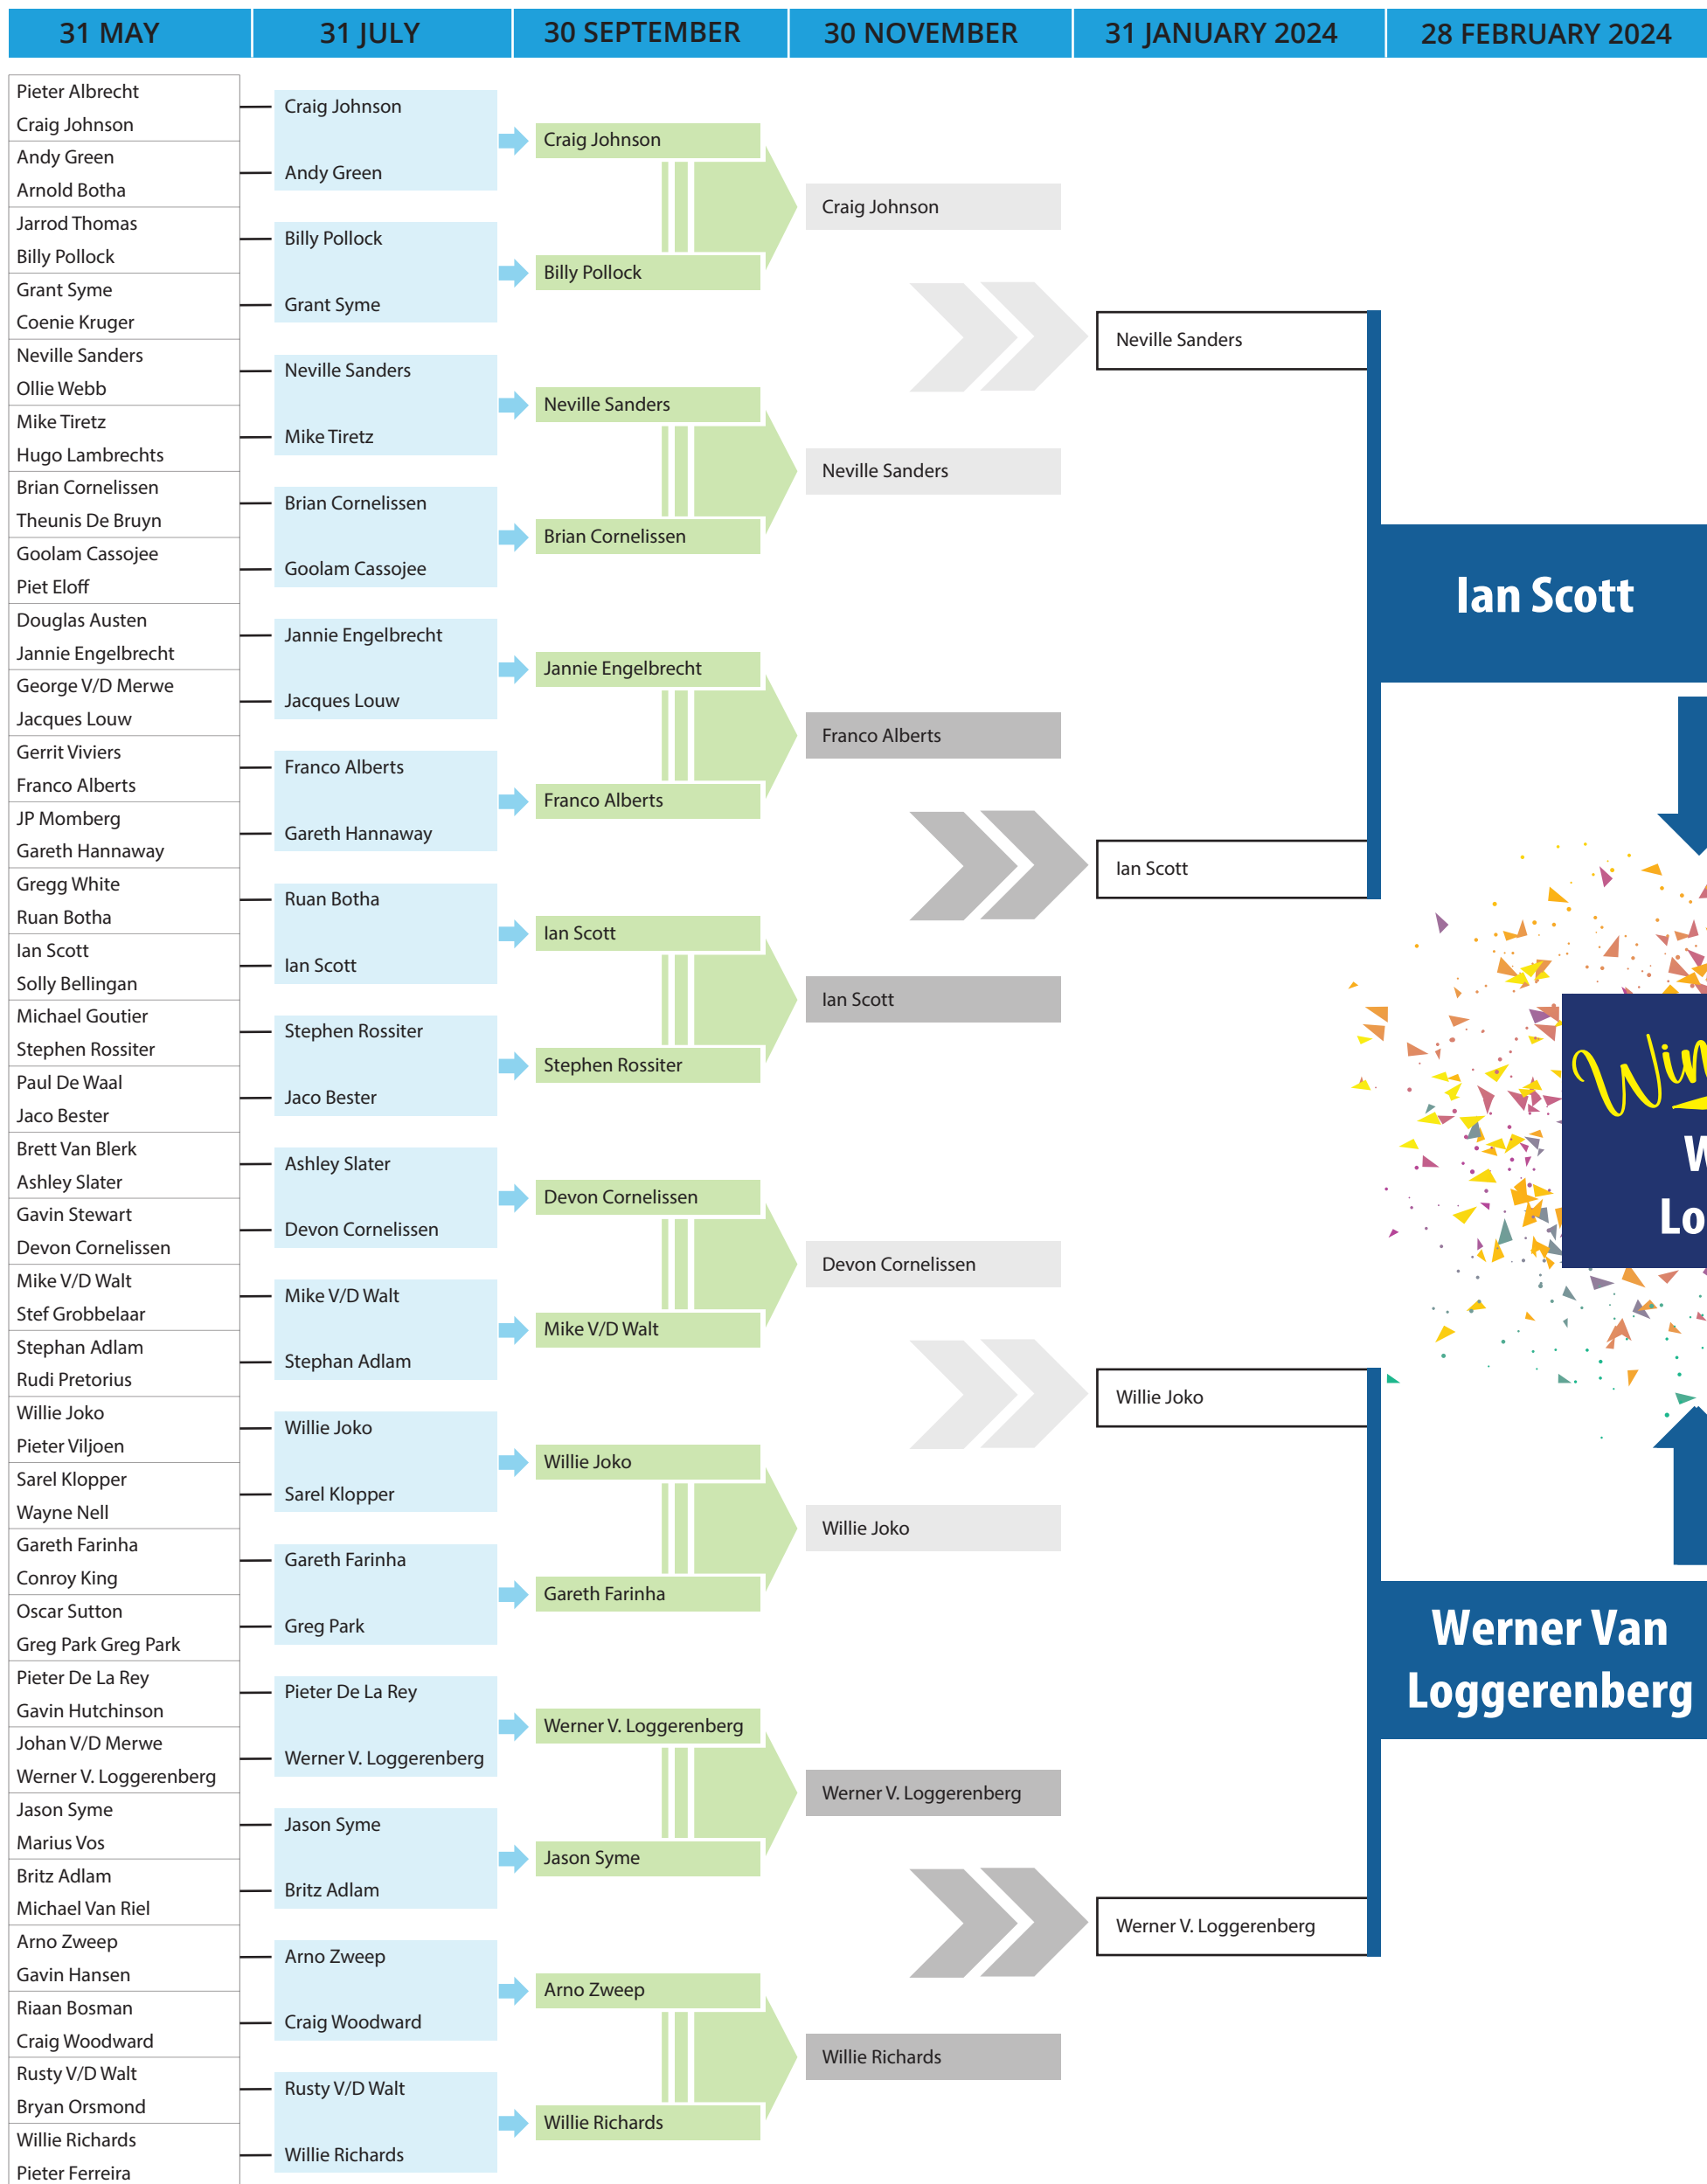 31 MAY
31 JULY
30 SEPTEMBER
30 NOVEMBER
31 JANUARY 2024
28 FEBRUARY 2024
Pieter Albrecht
Craig Johnson
Andy Green
Arnold Botha
Jarrod Thomas
Billy Pollock
Grant Syme
Coenie Kruger
Neville Sanders
Ollie Webb
Mike Tiretz
Hugo Lambrechts
Brian Cornelissen
Theunis De Bruyn
Goolam Cassojee
Piet Eloff
Douglas Austen
Jannie Engelbrecht
George V/D Merwe
Jacques Louw
Gerrit Viviers
Franco Alberts
JP Momberg
Gareth Hannaway
Gregg White
Ruan Botha
Ian Scott
Solly Bellingan
Michael Goutier
Stephen Rossiter
Paul De Waal
Jaco Bester
Brett Van Blerk
Ashley Slater
Gavin Stewart
Devon Cornelissen
Mike V/D Walt
Stef Grobbelaar
Stephan Adlam
Rudi Pretorius
Willie Joko
Pieter Viljoen
Sarel Klopper
Wayne Nell
Gareth Farinha
Conroy King
Oscar Sutton
Greg Park Greg Park
Pieter De La Rey
Gavin Hutchinson
Johan V/D Merwe
Werner V. Loggerenberg
Jason Syme
Marius Vos
Britz Adlam
Michael Van Riel
Arno Zweep
Gavin Hansen
Riaan Bosman
Craig Woodward
Rusty V/D Walt
Bryan Orsmond
Willie Richards
Pieter Ferreira
Craig Johnson
Andy Green
Billy Pollock
Grant Syme
Neville Sanders
Mike Tiretz
Brian Cornelissen
Goolam Cassojee
Jannie Engelbrecht
Jacques Louw
Franco Alberts
Gareth Hannaway
Ruan Botha
Ian Scott
Stephen Rossiter
Jaco Bester
Ashley Slater
Devon Cornelissen
Mike V/D Walt
Stephan Adlam
Willie Joko
Sarel Klopper
Gareth Farinha
Greg Park
Pieter De La Rey
Werner V. Loggerenberg
Jason Syme
Britz Adlam
Arno Zweep
Craig Woodward
Rusty V/D Walt
Willie Richards
Craig Johnson
Billy Pollock
Neville Sanders
Brian Cornelissen
Jannie Engelbrecht
Franco Alberts
Ian Scott
Stephen Rossiter
Devon Cornelissen
Mike V/D Walt
Willie Joko
Gareth Farinha
Werner V. Loggerenberg
Jason Syme
Arno Zweep
Willie Richards
Craig Johnson
Neville Sanders
Franco Alberts
Ian Scott
Devon Cornelissen
Willie Joko
Werner V. Loggerenberg
Willie Richards
Neville Sanders
Ian Scott
Willie Joko
Werner V. Loggerenberg
Ian Scott
Werner Van
Loggerenberg